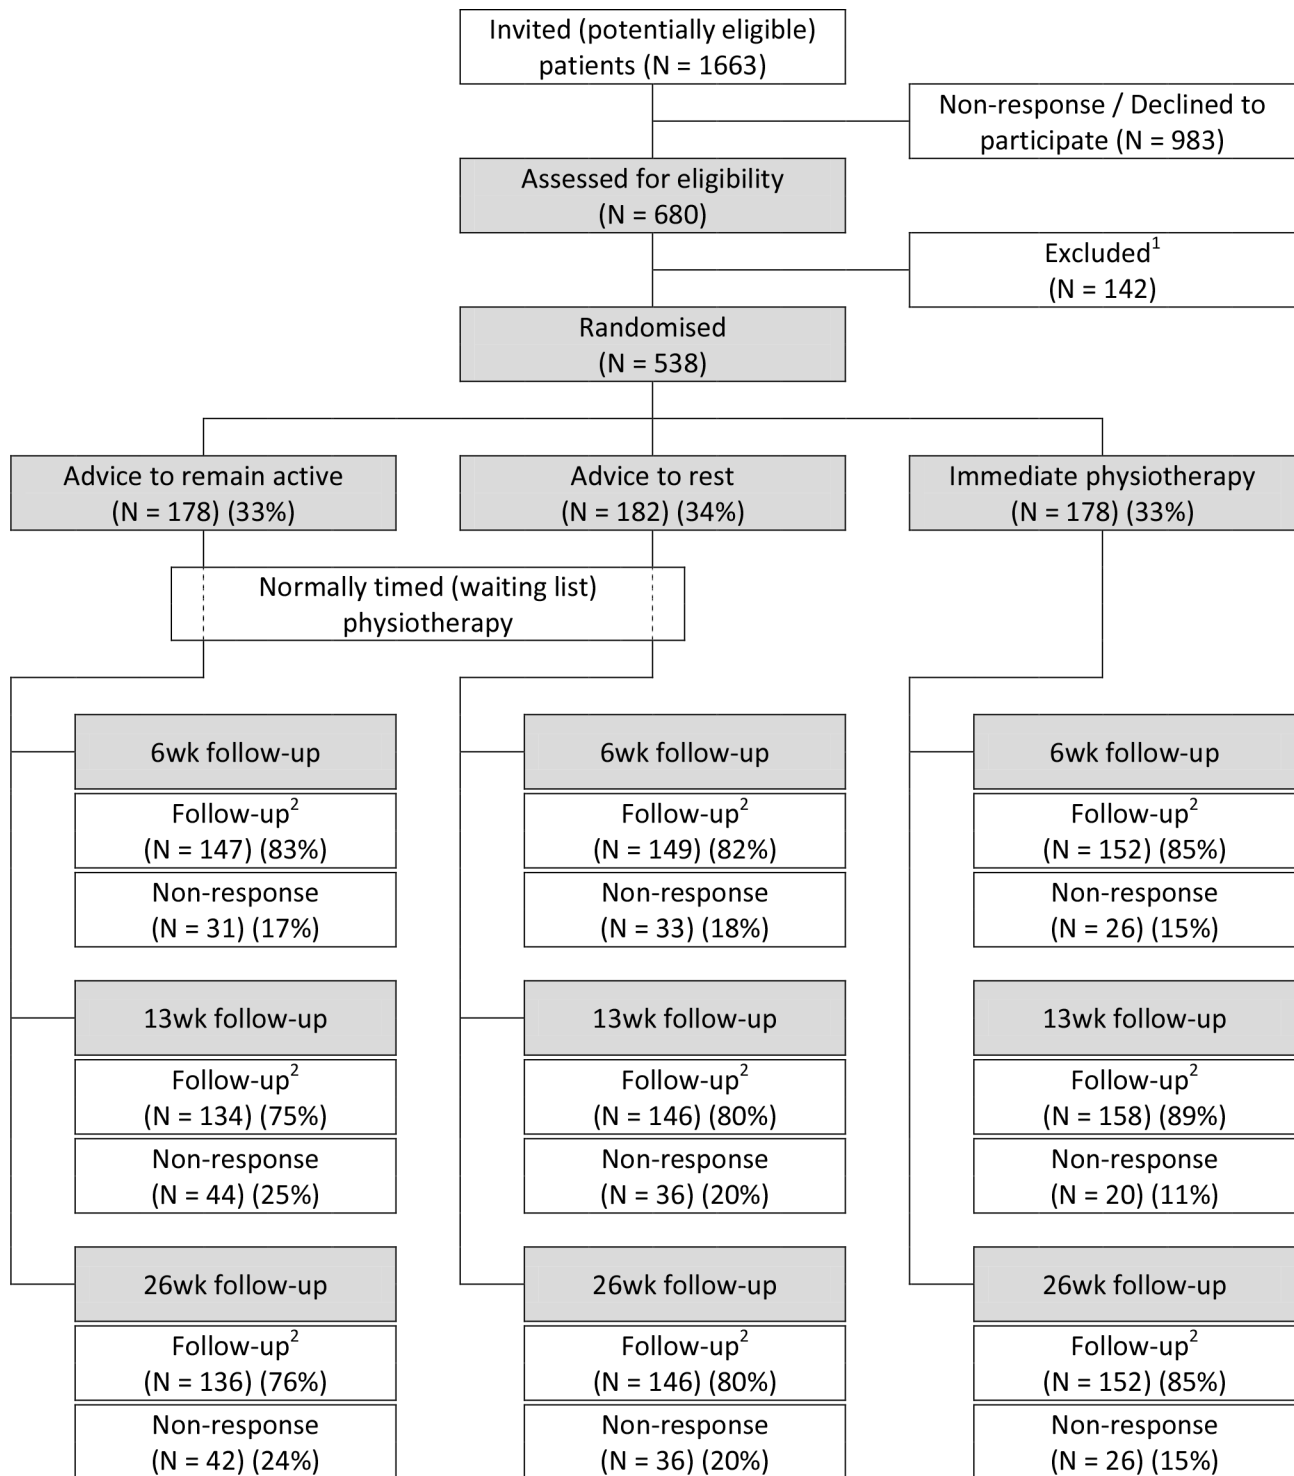 Invited (potentially eligible)
patients (N = 1663)
Non-response / Declined to
participate (N = 983)
Assessed for eligibility
(N = 680)
Excluded1
(N = 142)
Randomised
(N = 538)
Advice to remain active
(N = 178) (33%)
Advice to rest
(N = 182) (34%)
Immediate physiotherapy
(N = 178) (33%)
Normally timed (waiting list)
physiotherapy
6wk follow-up
Follow-up2
(N = 147) (83%)
Non-response
(N = 31) (17%)
13wk follow-up
Follow-up2
(N = 134) (75%)
Non-response
(N = 44) (25%)
26wk follow-up
Follow-up2
(N = 136) (76%)
Non-response
(N = 42) (24%)
6wk follow-up
Follow-up2
(N = 149) (82%)
Non-response
(N = 33) (18%)
13wk follow-up
Follow-up2
(N = 146) (80%)
Non-response
(N = 36) (20%)
26wk follow-up
Follow-up2
(N = 146) (80%)
Non-response
(N = 36) (20%)
6wk follow-up
Follow-up2
(N = 152) (85%)
Non-response
(N = 26) (15%)
13wk follow-up
Follow-up2
(N = 158) (89%)
Non-response
(N = 20) (11%)
26wk follow-up
Follow-up2
(N = 152) (85%)
Non-response
(N = 26) (15%)